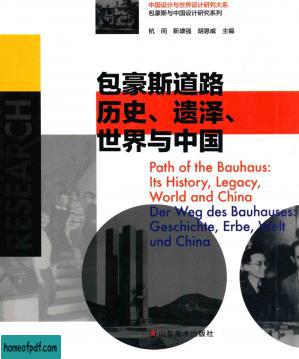 中国设计与世界设计研究大系
包豪斯与中国设计研究系列
杭间 靳埭强 胡恩威 主编
RESEARCH
包豪斯道路
历史、遗泽、
世界与中国
Path of the Bauhaus:
Its History, Legacy,
World and China
Der Weg des Bauhauses:
Geschichte, Erbe, Welt
und China
山东美术出版社
homeofpdf.com